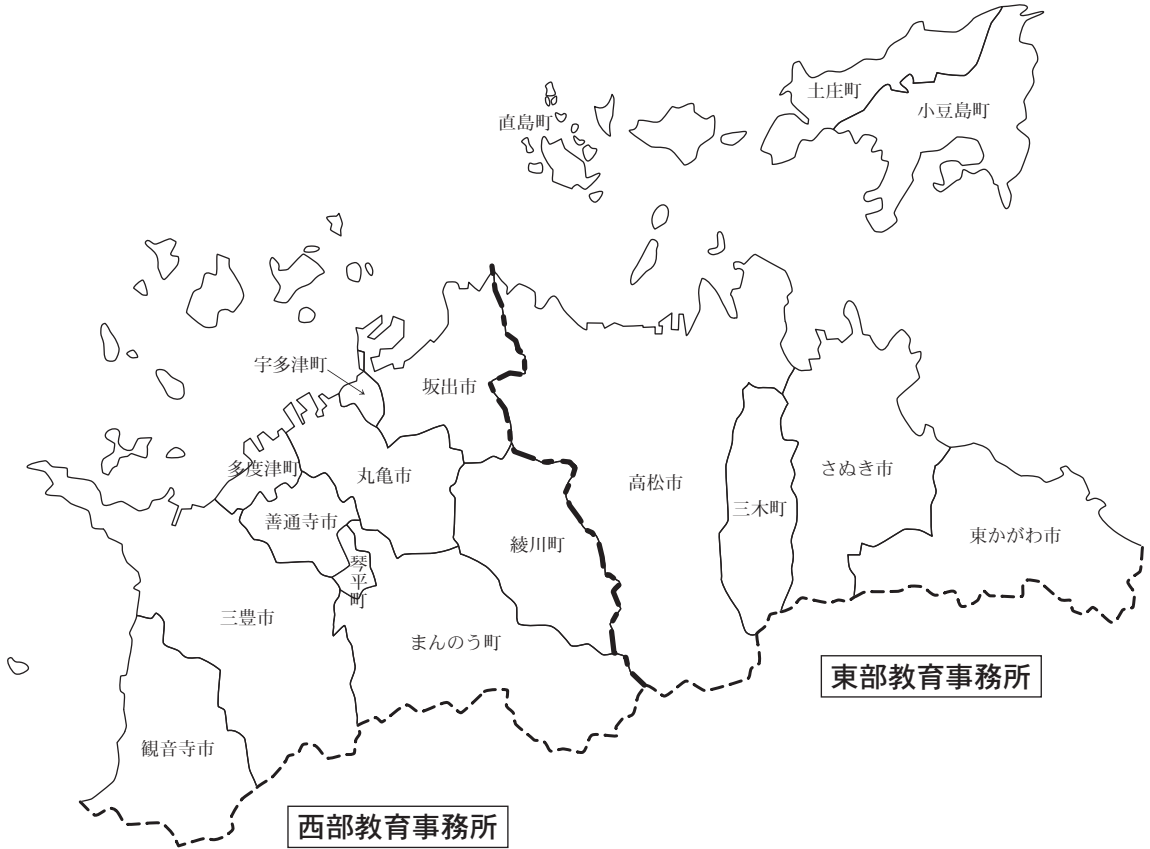 土庄町
小豆島町
直島町
宇多津町
坂出市
多度津町
丸亀市
高松市
さぬき市
三木町
善通寺市
東かがわ市
綾川町
琴平町
三豊市
まんのう町
東部教育事務所
観音寺市
西部教育事務所